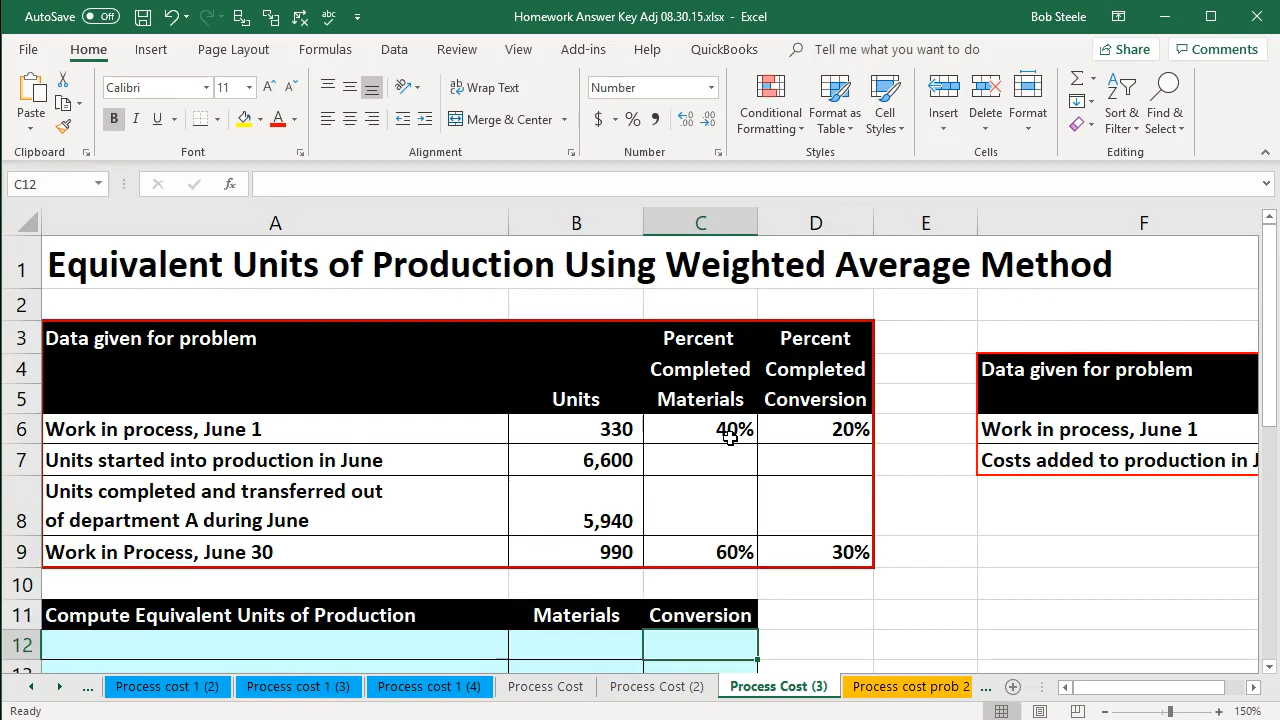 AutoSave Off Homework Answer Key Adj 08.30.15.xlsx - Excel Bob Steele
File Home Insert Page Layout Formulas Data Review View Add-ins Help QuickBooks Tell me what you want to do Share Comments
Calibri 11 Wrap Text Number
Paste B I U A Merge & Center $ % Conditional Formatting Format as Table Cell Styles Insert Delete Format Sort & Filter Find & Select
Clipboard Font Alignment Number Styles Cells Editing
C12 fx
A B C D E F
1 Equivalent Units of Production Using Weighted Average Method
2
3 Data given for problem Percent Percent
4 Completed Completed Data given for problem
5 Units Materials Conversion
6 Work in process, June 1 330 40% 20% Work in process, June 1
7 Units started into production in June 6,600 Costs added to production in J
Units completed and transferred out
8 of department A during June 5,940
9 Work in Process, June 30 990 60% 30%
10
11 Compute Equivalent Units of Production Materials Conversion
12
13
... Process cost 1 (2) Process cost 1 (3) Process cost 1 (4) Process Cost Process Cost (2) Process Cost (3) Process cost prob 2 ...
Ready 150%